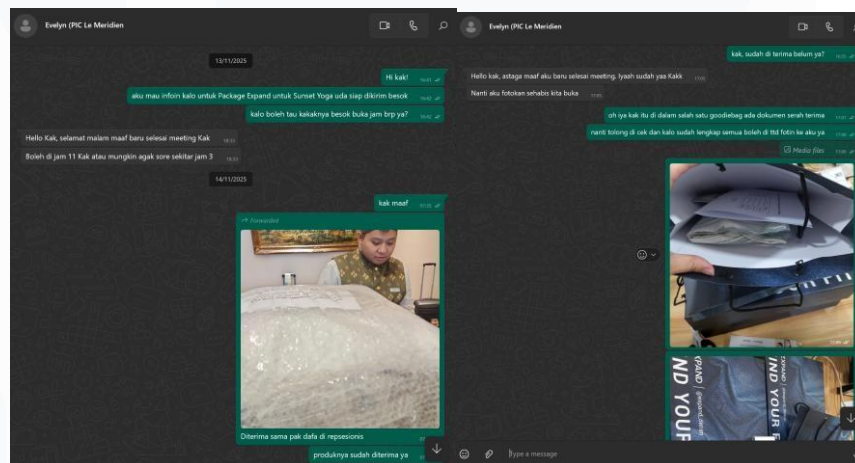 Evelyn (PIC Le Meridien
13/11/2025
Hi kak!
aku mau infoin kalo untuk Package Expand untuk Sunset Yoga uda siap dikirim besok
kalo boleh tau kakaknya besok buka jam brp ya?
Hello Kak, selamat malam maaf baru selesai meeting Kak
Boleh di jam 11 Kak atau mungkin agak sore sekitar jam 3
14/11/2025
kak maaf
Forwarded
Diterima sama pak dafa di repsesionis
produknya sudah diterima ya
Evelyn (PIC Le Meridien
kak, sudah di terima belum ya?
Hello kak, astaga maaf aku baru selesai meeting. Iyaah sudah yaa Kakk
Nanti aku fotokan sehabis kita buka
oh iya kak itu di dalam salah satu goodiebag ada dokumen serah terima
nanti tolong di cek dan kalo sudah lengkap semua boleh di ttd fotin ke aku ya
Media files
EXPAND
ND YOUR
EXPAND
IND YOUR
Type a message